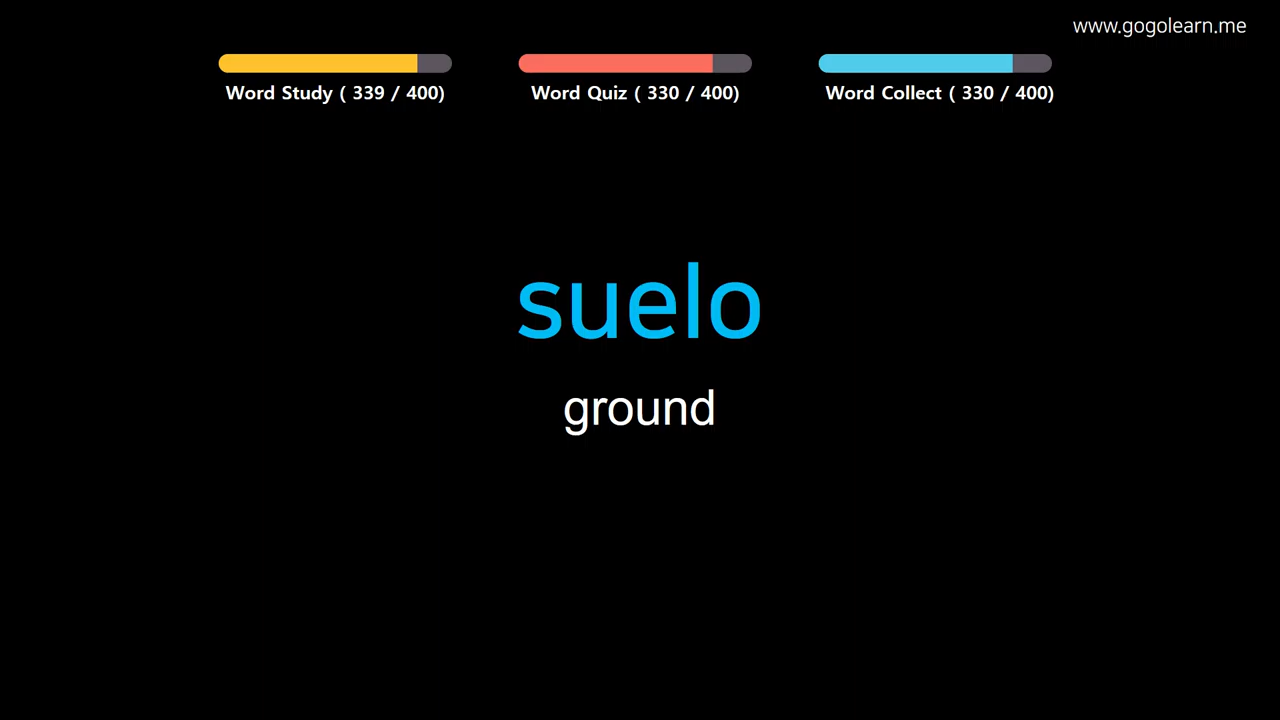 www.gogolearn.me
Word Study ( 339 / 400)
Word Quiz ( 330 / 400)
Word Collect ( 330 / 400)
suelo
ground